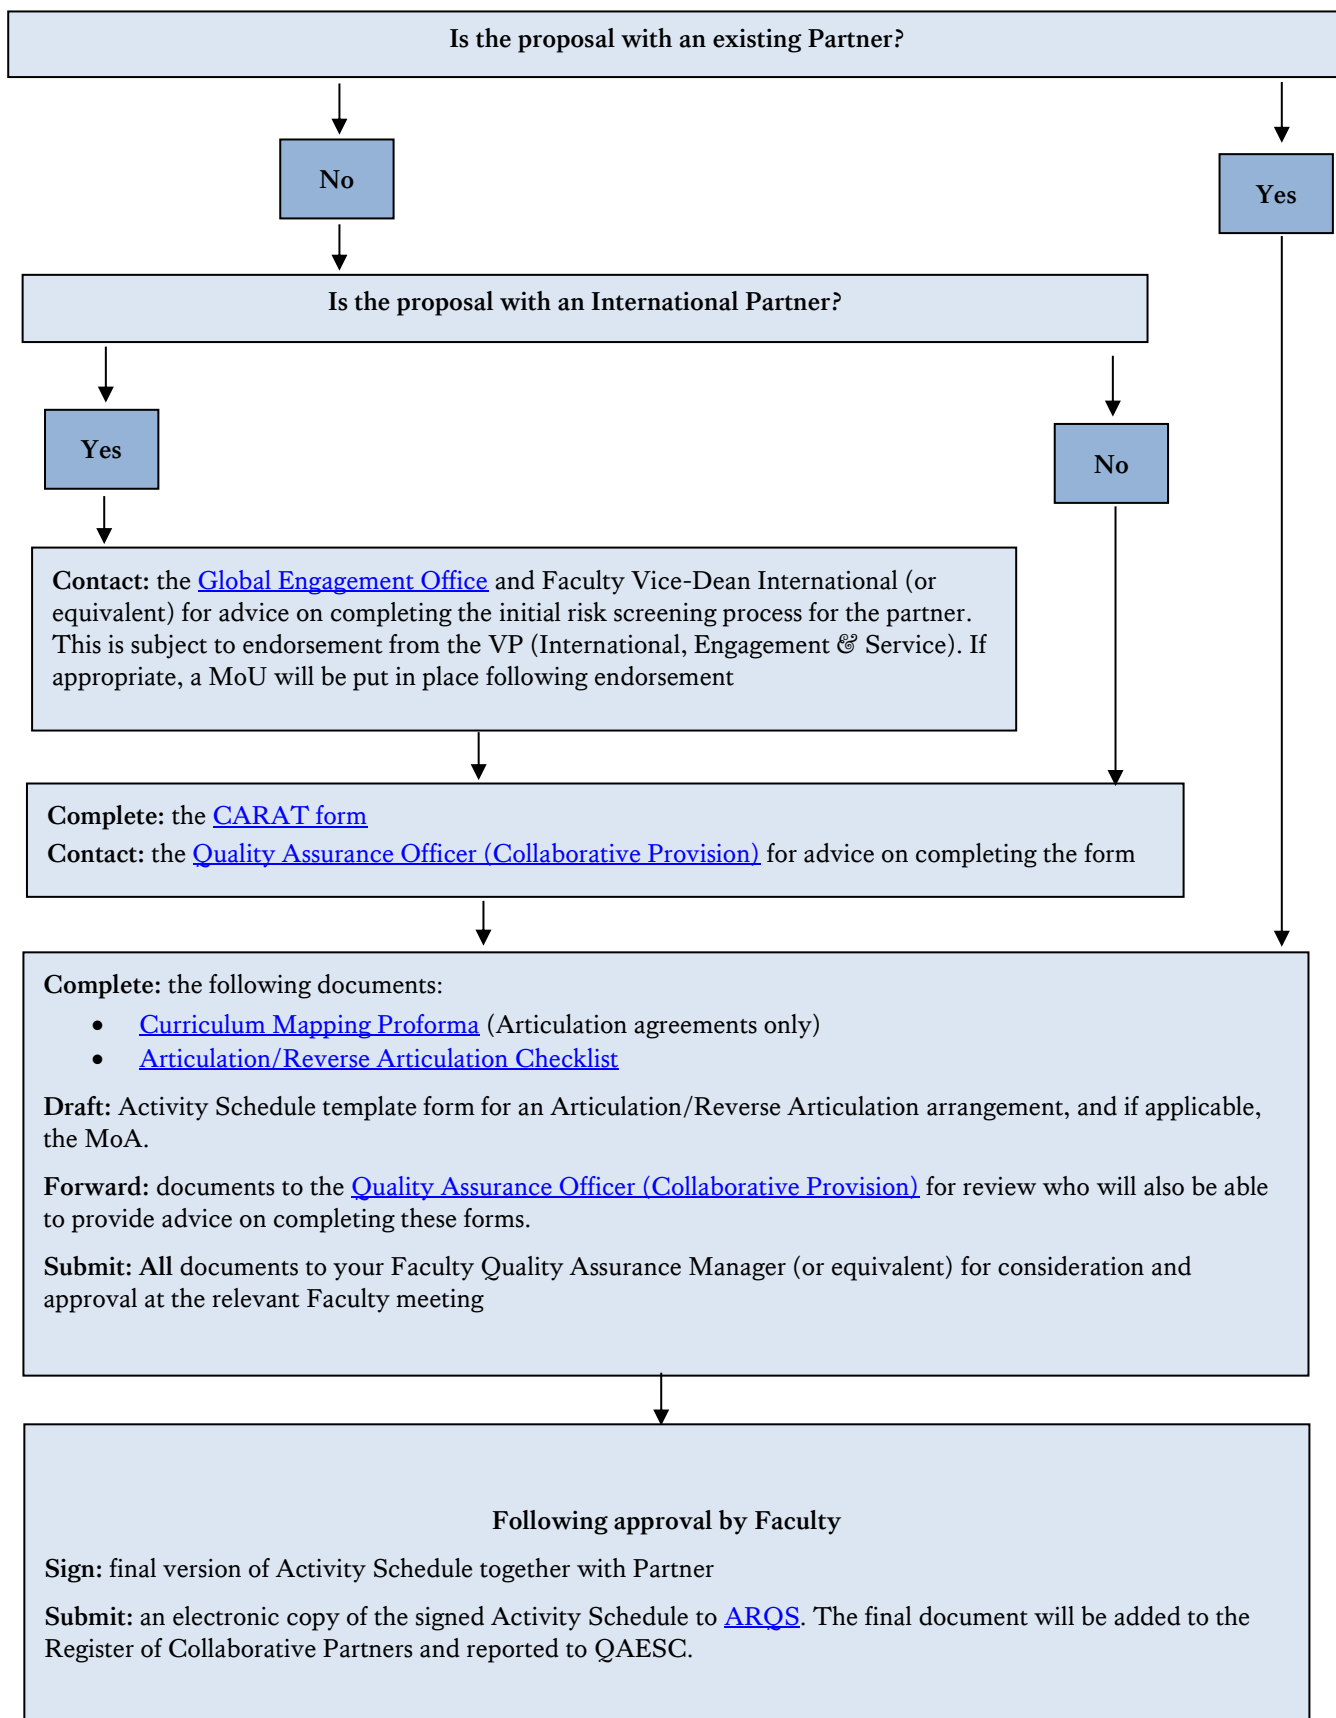 Is the proposal with an existing Partner?
No
Yes
Is the proposal with an International Partner?
Yes
No
Contact: the Global Engagement Office and Faculty Vice-Dean International (or
equivalent) for advice on completing the initial risk screening process for the partner.
This is subject to endorsement from the VP (International, Engagement & Service). If
appropriate, a MoU will be put in place following endorsement
Complete: the CARAT form
Contact: the Quality Assurance Officer (Collaborative Provision) for advice on completing the form
Complete: the following documents:
• Curriculum Mapping Proforma (Articulation agreements only)
• Articulation/Reverse Articulation Checklist
Draft: Activity Schedule template form for an Articulation/Reverse Articulation arrangement, and if applicable,
the MoA.
Forward: documents to the Quality Assurance Officer (Collaborative Provision) for review who will also be able
to provide advice on completing these forms.
Submit: All documents to your Faculty Quality Assurance Manager (or equivalent) for consideration and
approval at the relevant Faculty meeting
Following approval by Faculty
Sign: final version of Activity Schedule together with Partner
Submit: an electronic copy of the signed Activity Schedule to ARQS. The final document will be added to the
Register of Collaborative Partners and reported to QAESC.